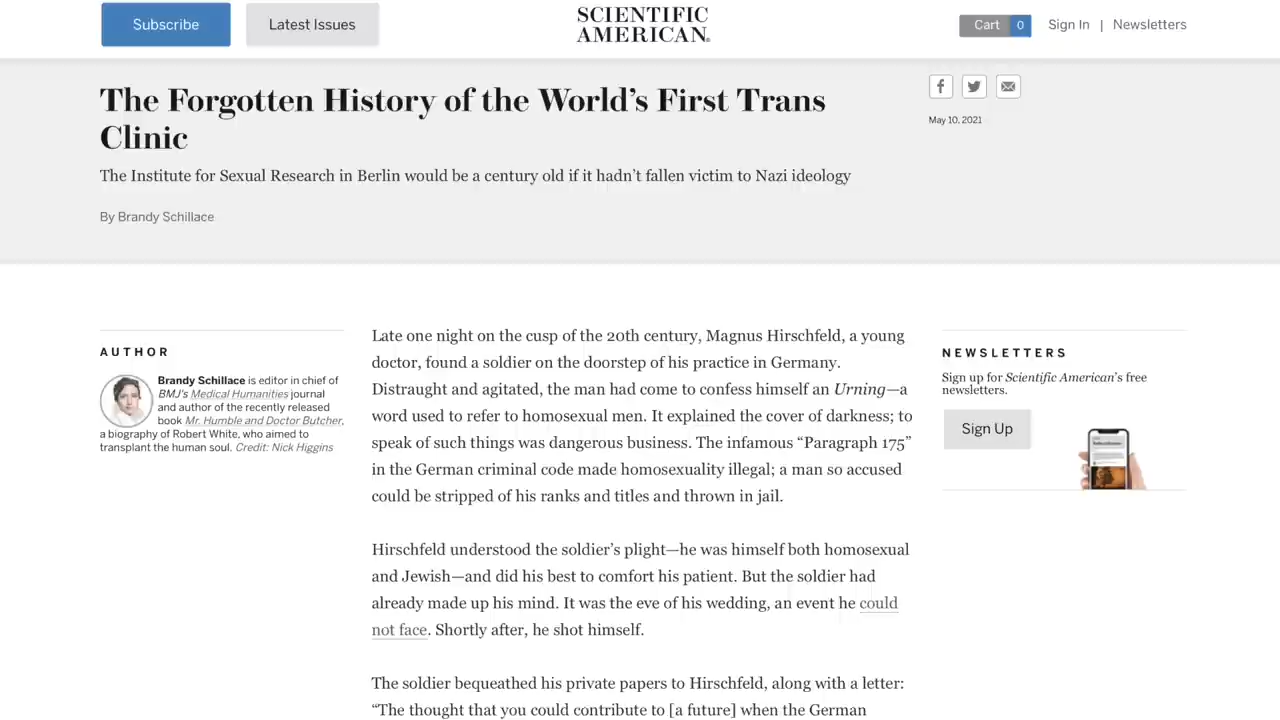 Subscribe
Latest Issues
SCIENTIFIC
AMERICAN.
Cart 0
Sign In | Newsletters
The Forgotten History of the World's First Trans
Clinic
The Institute for Sexual Research in Berlin would be a century old if it hadn't fallen victim to Nazi ideology
By Brandy Schillace
May 10, 2021
AUTHOR
Brandy Schillace is editor in chief of
BMJ's Medical Humanities journal
and author of the recently released
book Mr. Humble and Doctor Butcher,
a biography of Robert White, who aimed to
transplant the human soul. Credit: Nick Higgins
Late one night on the cusp of the 20th century, Magnus Hirschfeld, a young
doctor, found a soldier on the doorstep of his practice in Germany.
Distraught and agitated, the man had come to confess himself an Urning—a
word used to refer to homosexual men. It explained the cover of darkness; to
speak of such things was dangerous business. The infamous “Paragraph 175”
in the German criminal code made homosexuality illegal; a man so accused
could be stripped of his ranks and titles and thrown in jail.
Hirschfeld understood the soldier's plight—he was himself both homosexual
and Jewish—and did his best to comfort his patient. But the soldier had
already made up his mind. It was the eve of his wedding, an event he could
not face. Shortly after, he shot himself.
The soldier bequeathed his private papers to Hirschfeld, along with a letter:
“The thought that you could contribute to [a future] when the German
NEWSLETTERS
Sign up for Scientific American's free
newsletters.
Sign Up